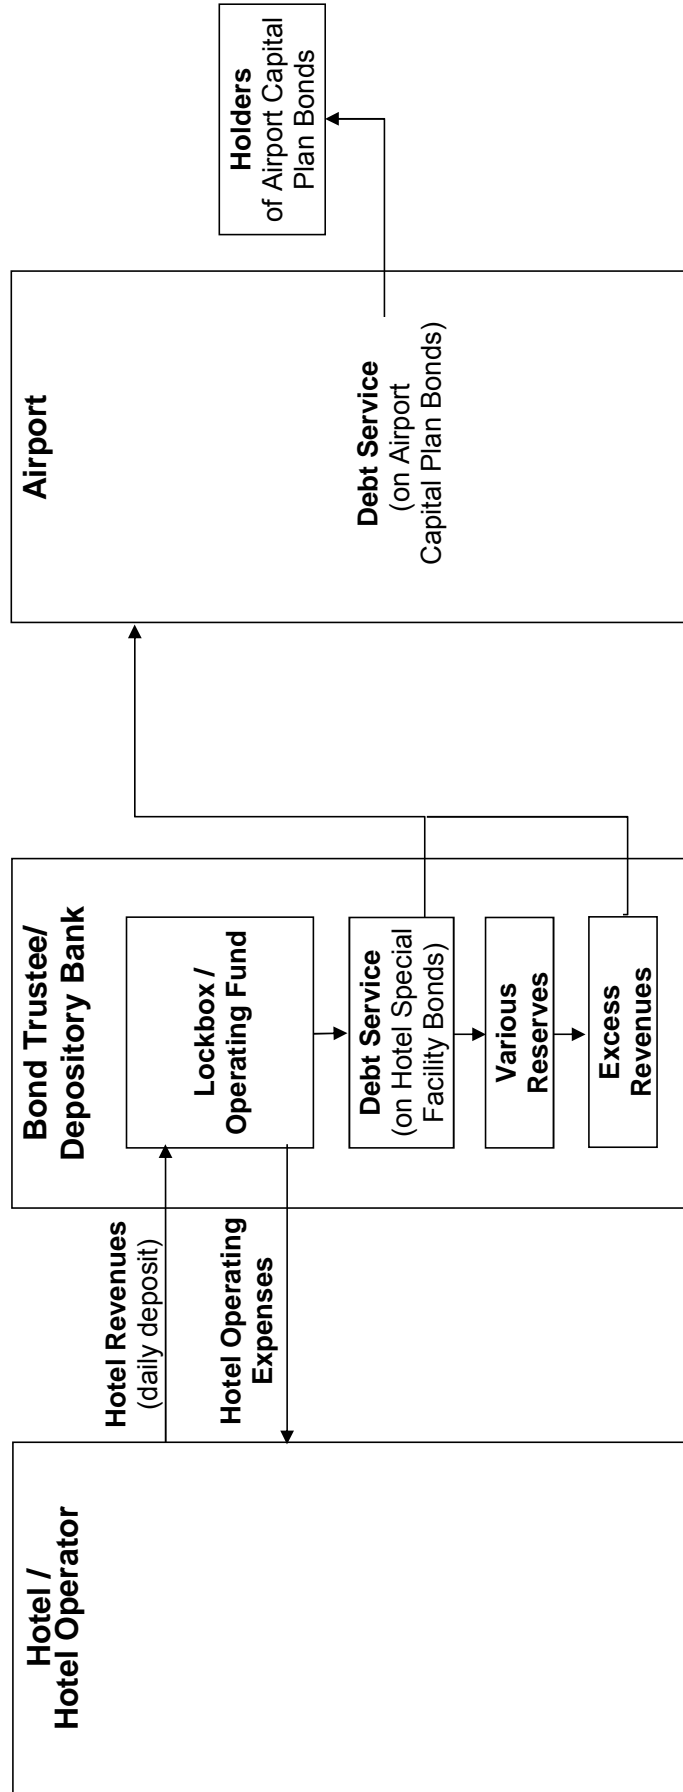 Hotel /
Hotel Operator
Hotel Revenues
(daily deposit)
Hotel Operating
Expenses
Bond Trustee/
Depository Bank
Lockbox /
Operating Fund
Debt Service
(on Hotel Special
Facility Bonds)
Various
Reserves
Excess
Revenues
Airport
Debt Service
(on Airport
Capital Plan Bonds)
Holders
of Airport Capital
Plan Bonds